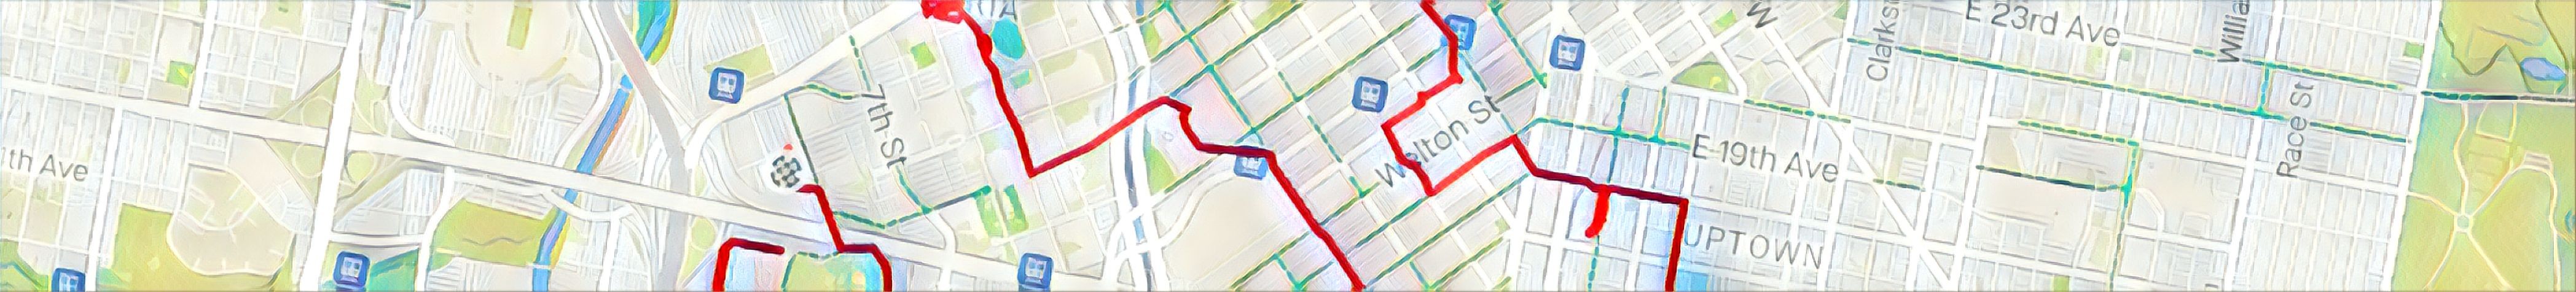 E 23rd Ave
Clarks
Willia
7th St
Welton St
E 19th Ave
Race St
th Ave
UPTOWN